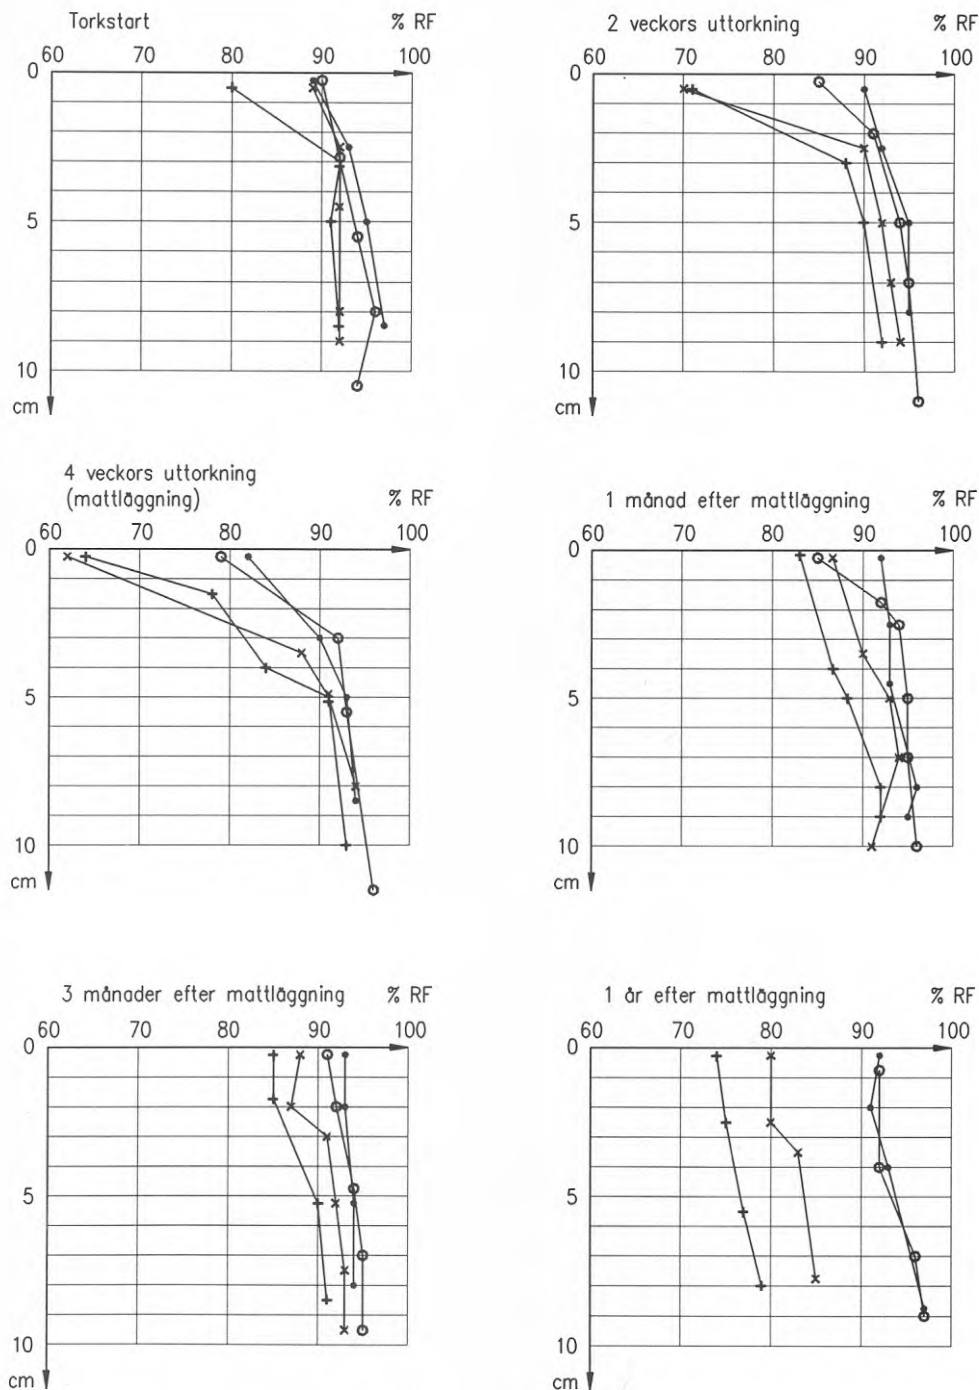 Torkstart % RF
60 70 80 90 100
0
5
10
cm
2 veckors uttorkning % RF
60 70 80 90 100
0
5
10
cm
4 veckors uttorkning
(mattläggning) % RF
60 70 80 90 100
0
5
10
cm
1 månad efter mattläggning % RF
60 70 80 90 100
0
5
10
cm
3 månader efter mattläggning % RF
60 70 80 90 100
0
5
10
cm
1 år efter mattläggning % RF
60 70 80 90 100
0
5
10
cm